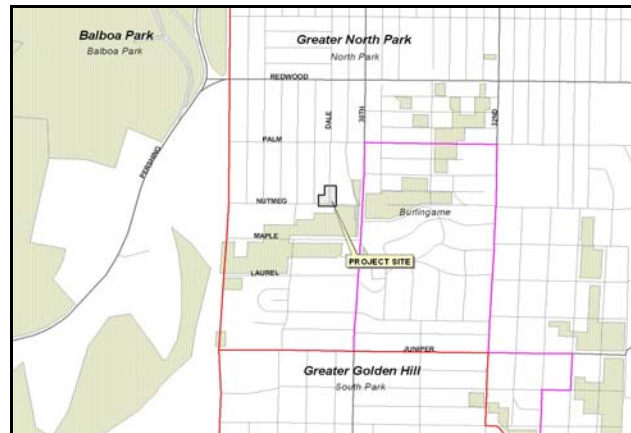 Balboa Park
Balboa Park
Greater North Park
North Park
REDWOOD
DALE
30TH
32ND
PERSHING
PALM
NUTMEG
Burlingame
MAPLE
PROJECT SITE
LAUREL
JUNIPER
Greater Golden Hill
South Park